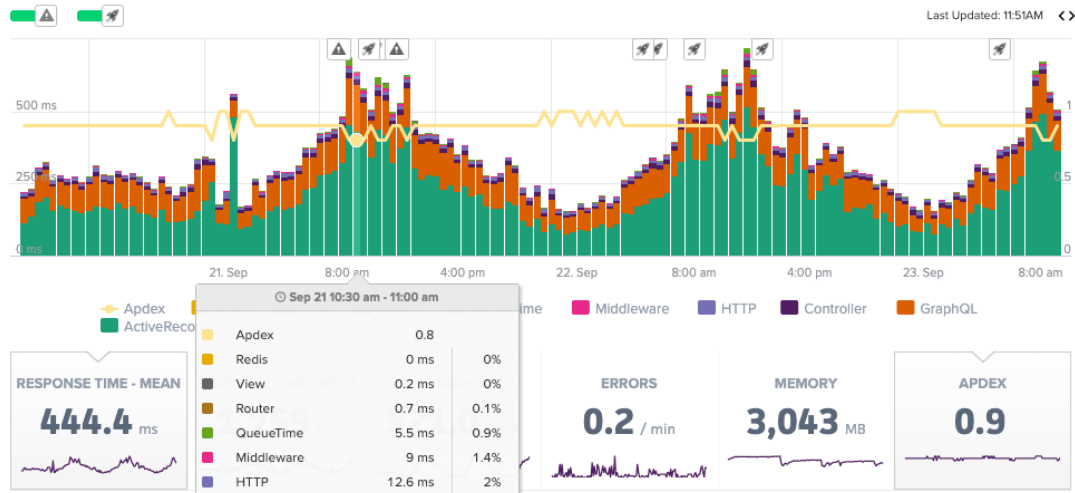 Last Updated: 11:51AM
500 ms
1
250 ms
0.5
0 ms
0
21. Sep
8:00 am
4:00 pm
22. Sep
8:00 am
4:00 pm
23. Sep
8:00 am
Apdex
ime
Middleware
HTTP
Controller
GraphQL
ActiveReco
Sep 21 10:30 am - 11:00 am
Apdex 0.8
Redis 0 ms 0%
View 0.2 ms 0%
Router 0.7 ms 0.1%
QueueTime 5.5 ms 0.9%
Middleware 9 ms 1.4%
HTTP 12.6 ms 2%
RESPONSE TIME - MEAN
444.4 ms
ERRORS
0.2 / min
MEMORY
3,043 MB
APDEX
0.9